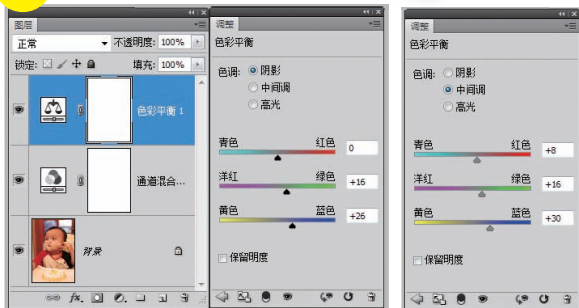 图层
正常 不透明度: 100%
锁定: 填充: 100%
色彩平衡 1
通道混合...
背景
fx.
调整
色彩平衡
色调: 阴影
中间调
高光
青色 红色 0
洋红 绿色 +16
黄色 蓝色 +26
保留明度
调整
色彩平衡
色调: 阴影
中间调
高光
青色 红色 +8
洋红 绿色 +16
黄色 蓝色 +30
保留明度